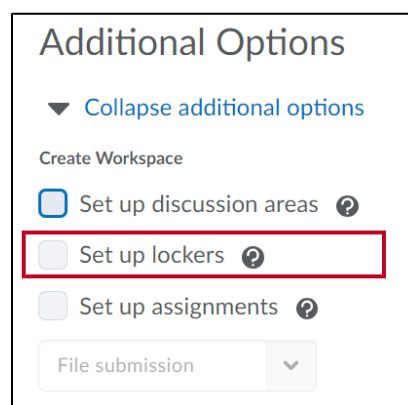 Additional Options
Collapse additional options
Create Workspace
Set up discussion areas ?
Set up lockers ?
Set up assignments ?
File submission